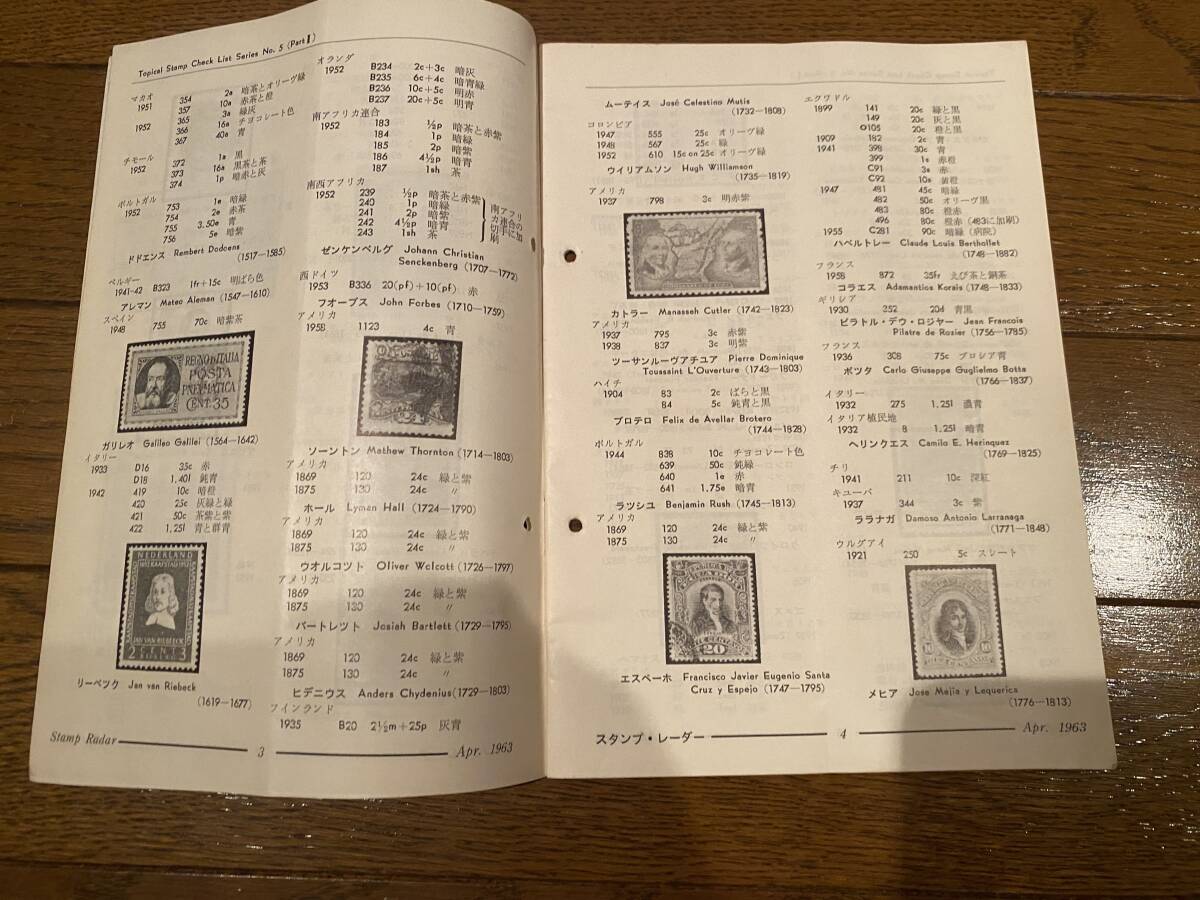 Topical Stamp Check List Series No. 5 (Part I)
マカオ
1951 354 2a 暗茶とオリーヴ緑
357 10a 赤茶と橙
365 3a 緑灰
1952 366 16a チョコレート色
367 40a 青
チモール
1952 372 1a 黒
373 16a 黒茶と茶
374 1p 暗赤と灰
ポルトガル
1952 753 1e 暗緑
754 2e 赤茶
755 3.50e 青
756 5e 暗紫
ドドエンス Rembert Dodoens
(1517—1585)
ベルギー
1941-42 B323 1fr+15c 明ばら色
アレマン Mateo Aleman (1547—1610)
スペイン
1948 755 70c 暗紫茶
REGNO D'ITALIA
POSTA
PNEUMATICA
CENT. 35
ガリレオ Galileo Galilei (1564—1642)
イタリー
1933 D16 35c 赤
D18 1.40l 鈍青
1942 419 10c 暗橙
420 25c 灰緑と緑
421 50c 茶紫と紫
422 1.25l 青と群青
NEDERLAND
1652 KAAPSTAD 1952
JAN VAN RIEBEECK
2 CENT 3
リーベック Jan van Riebeck
(1619—1677)
オランダ
1952 B234 2c+3c 暗灰
B235 6c+4c 暗青緑
B236 10c+5c 明赤
B237 20c+5c 明青
南アフリカ連合
1952 183 ½p 暗茶と赤紫
184 1p 暗緑
185 2p 暗紫
186 4½p 暗青
187 1sh 茶
南西アフリカ
1952 239 ½p 暗茶と赤紫
240 1p 暗緑
241 2p 暗紫
242 4½p 暗青
243 1sh 茶
南アフリカ連合の切手に加刷
ゼンケンベルグ Johann Christian
Senckenberg (1707—1772)
西ドイツ
1953 B336 20(pf)+10(pf) 赤
フオーブス John Forbes (1710—1759)
アメリカ
1958 1123 4c 青
ソーントン Mathew Thornton (1714—1803)
アメリカ
1869 120 24c 緑と紫
1875 130 24c 〃
ホール Lyman Hall (1724—1790)
アメリカ
1869 120 24c 緑と紫
1875 130 24c 〃
ウオルコツト Oliver Wolcott (1726—1797)
アメリカ
1869 120 24c 緑と紫
1875 130 24c 〃
バートレツト Josiah Bartlett (1729—1795)
アメリカ
1869 120 24c 緑と紫
1875 130 24c 〃
ヒデニウス Anders Chydenius (1729—1803)
フインランド
1935 B20 2½m+25p 灰青
Stamp Radar 3 Apr. 1963
ムーテイス José Celestino Mutis
(1732—1808)
コロンビア
1947 555 25c オリーヴ緑
1948 567 25c 緑
1952 610 15c on 25c オリーヴ緑
ウイリアムソン Hugh Williamson
(1735—1819)
アメリカ
1937 798 3c 明赤紫
カトラー Manasseh Cutler (1742—1823)
アメリカ
1937 795 3c 赤紫
1938 837 3c 明紫
ツーサンルーヴアチユア Pierre Dominique
Toussaint L'Ouverture (1743—1803)
ハイチ
1904 83 2c ばらと黒
84 5c 鈍青と黒
ブロテロ Felix de Avellar Brotero
(1744—1828)
ポルトガル
1944 638 10c チヨコレート色
639 50c 鈍緑
640 1e 赤
641 1.75e 暗青
ラツシユ Benjamin Rush (1745—1813)
アメリカ
1869 120 24c 緑と紫
1875 130 24c 〃
20
エスペーホ Francisco Javier Eugenio Santa
Cruz y Espejo (1747—1795)
エクワドル
1899 141 20c 緑と黒
149 20c 灰と黒
O105 20c 橙と黒
1909 182 2c 青
1941 398 30c 青
399 1s 赤橙
C91 3s 赤
C92 10s 黄橙
1947 481 45c 暗緑
482 50c オリーヴ黒
483 80c 橙赤
496 80c 橙赤 (483に加刷)
1955 C281 90c 暗緑 (病院)
ハベルトレー Claude Louis Berthollet
(1748—1882)
フランス
1958 872 35fr えび茶と銅茶
コラエス Adamantios Korais (1748—1833)
ギリシア
1930 352 20d 青黒
ピラトル・デウ・ロジヤー Jean Francois
Pilatre de Rozier (1756—1785)
フランス
1936 308 75c プロシア青
ボツタ Carlo Giuseppe Guglielmo Botta
(1766—1837)
イタリー
1932 275 1.25l 濃青
イタリア植民地
1932 8 1.25l 暗青
ヘリンクエス Camilo E. Herinquez
(1769—1825)
チリ
1941 211 10c 深紅
キューバ
1937 344 3c 紫
ララナガ Damoso Antonio Larranaga
(1771—1848)
ウルグアイ
1921 250 5c スレート
メヒア Jose Mejia y Lequerica
(1776—1813)
スタンプ・レーダー 4 Apr. 1963